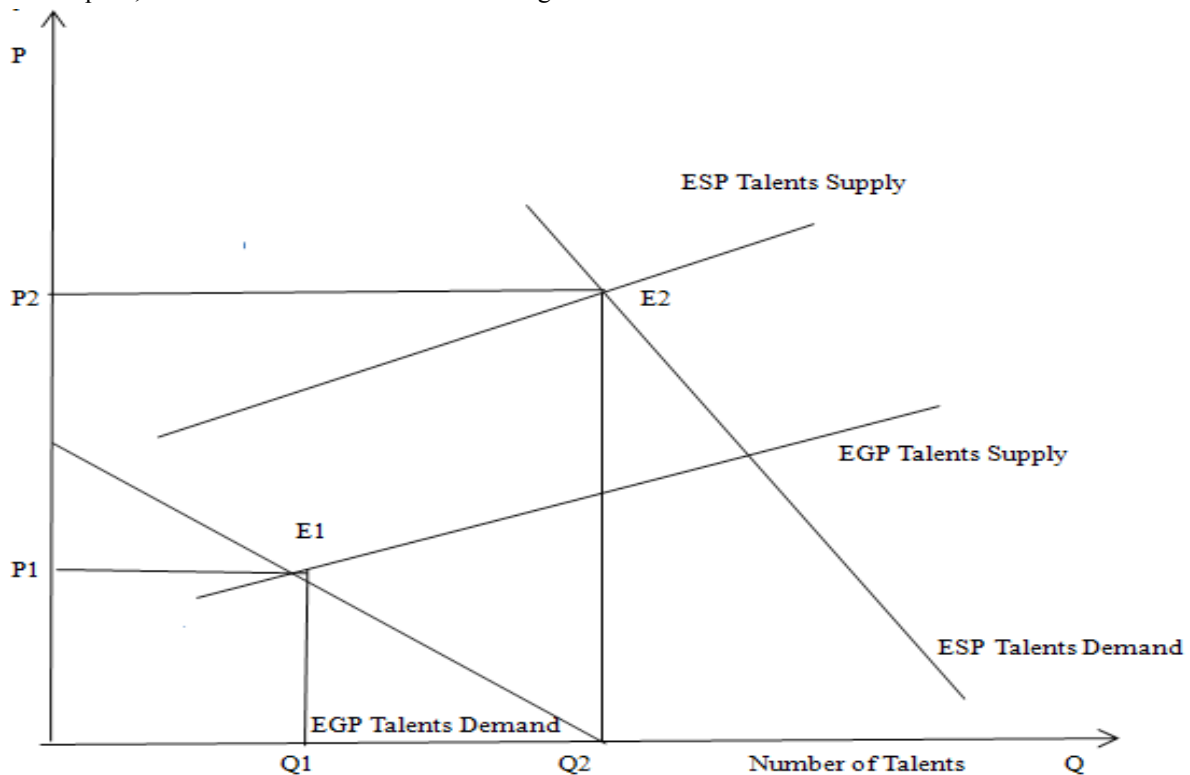 P
ESP Talents Supply
P2
E2
EGP Talents Supply
E1
P1
ESP Talents Demand
EGP Talents Demand
Q1
Q2
Number of Talents
Q